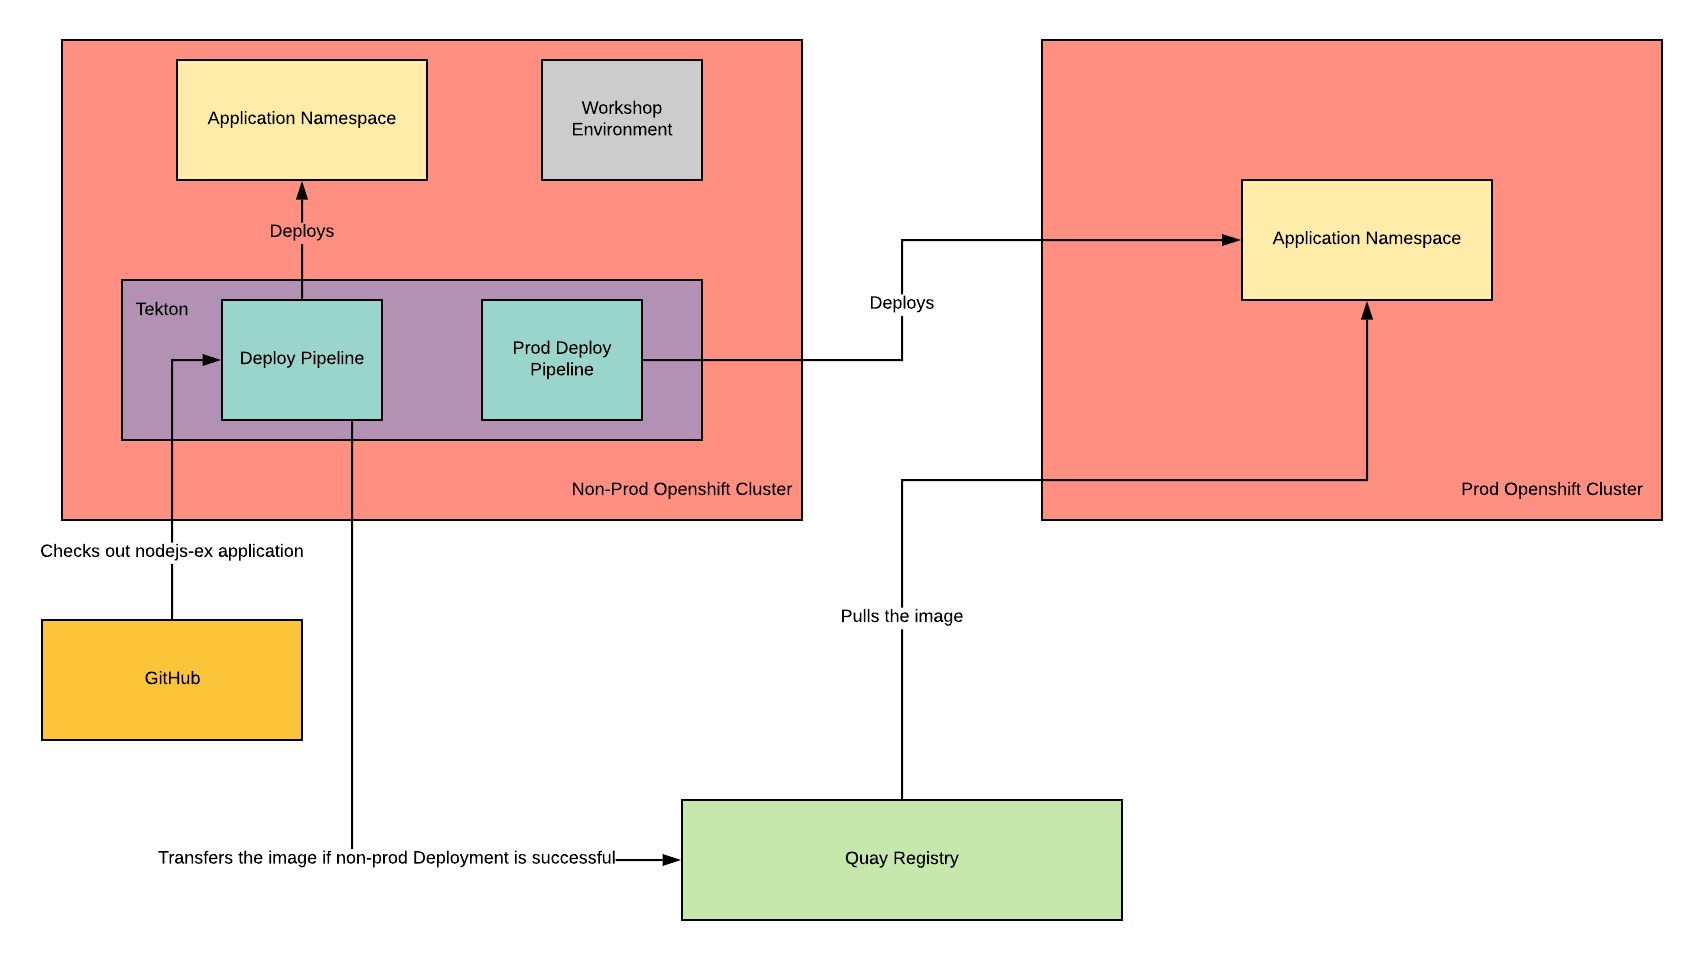 Application Namespace
Workshop
Environment
Deploys
Application Namespace
Deploys
Tekton
Deploy Pipeline
Prod Deploy
Pipeline
Non-Prod Openshift Cluster
Prod Openshift Cluster
Checks out nodejs-ex application
Pulls the image
GitHub
Transfers the image if non-prod Deployment is successful
Quay Registry